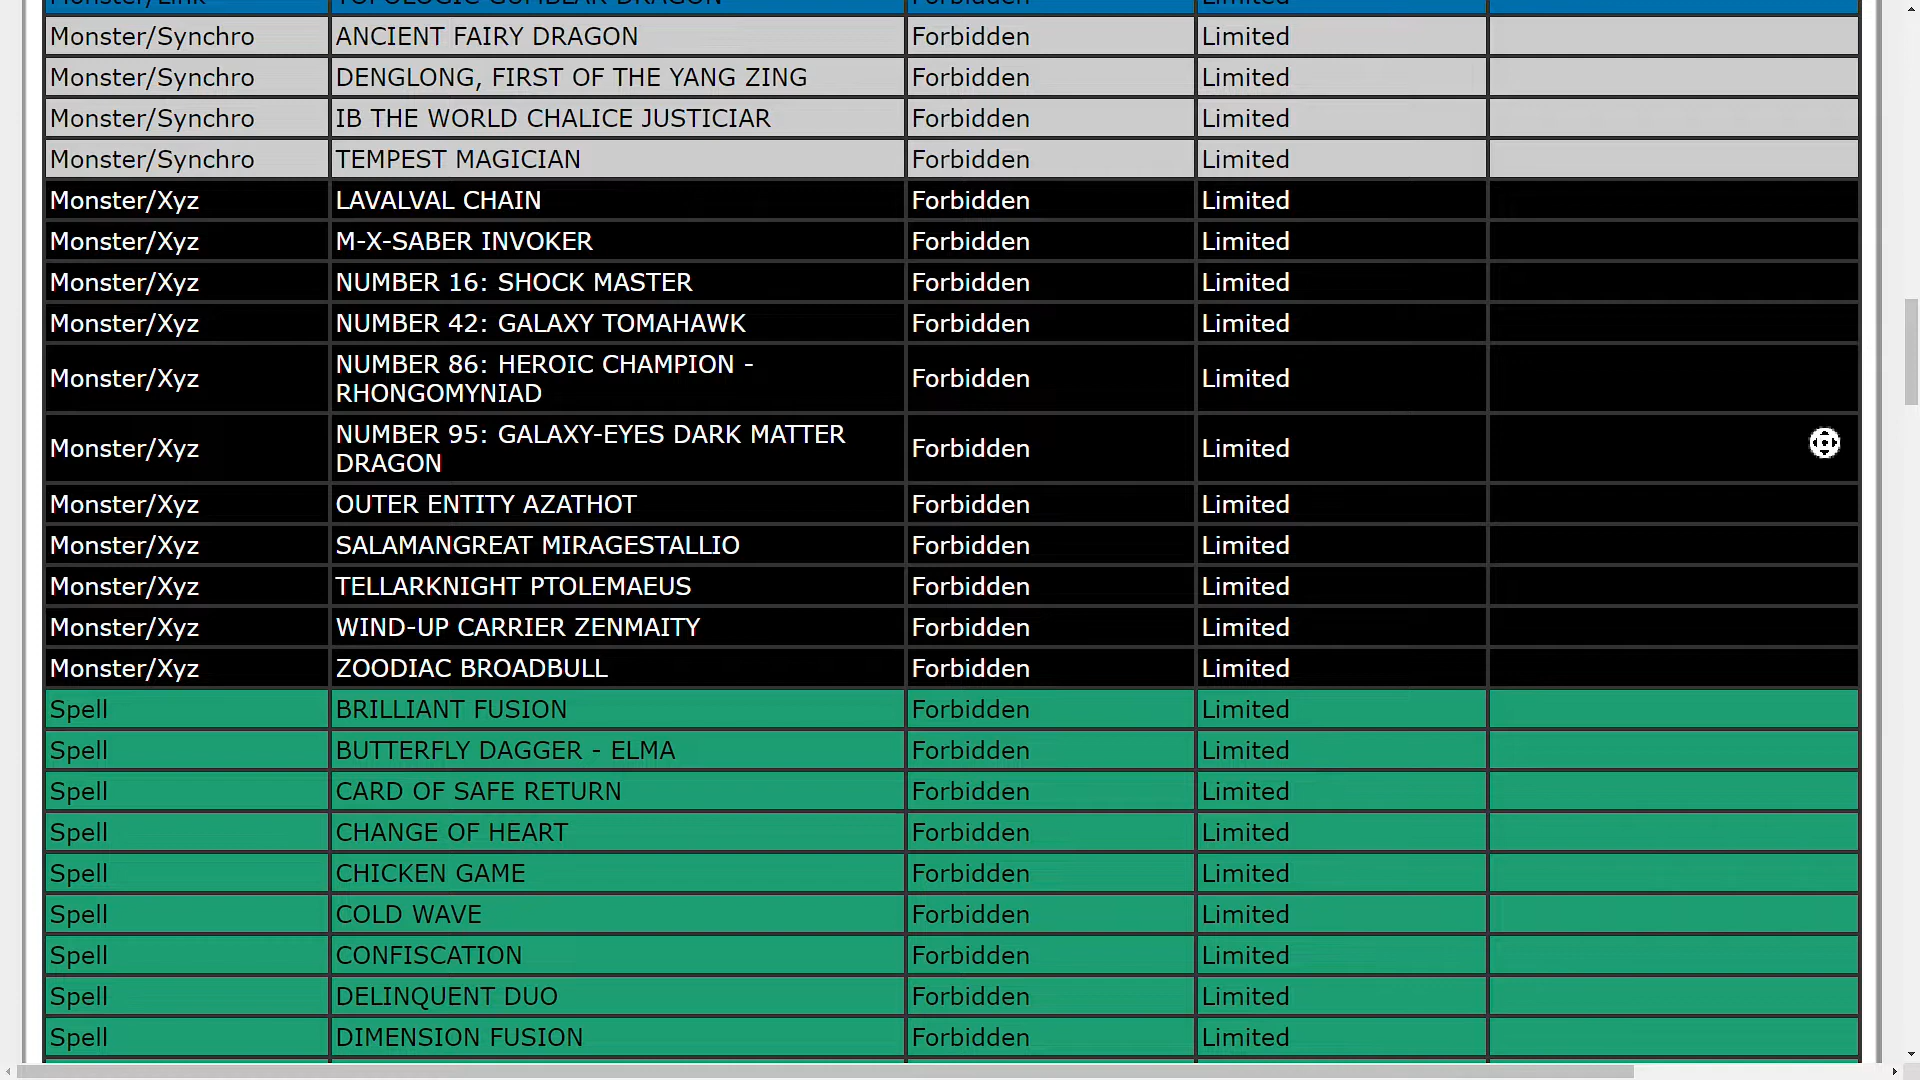 Monster/Link TOPOLOGIC GUMBLAR DRAGON Forbidden Limited
Monster/Synchro ANCIENT FAIRY DRAGON Forbidden Limited
Monster/Synchro DENGLONG, FIRST OF THE YANG ZING Forbidden Limited
Monster/Synchro IB THE WORLD CHALICE JUSTICIAR Forbidden Limited
Monster/Synchro TEMPEST MAGICIAN Forbidden Limited
Monster/Xyz LAVALVAL CHAIN Forbidden Limited
Monster/Xyz M-X-SABER INVOKER Forbidden Limited
Monster/Xyz NUMBER 16: SHOCK MASTER Forbidden Limited
Monster/Xyz NUMBER 42: GALAXY TOMAHAWK Forbidden Limited
Monster/Xyz NUMBER 86: HEROIC CHAMPION - Forbidden Limited
RHONGOMYNIAD
Monster/Xyz NUMBER 95: GALAXY-EYES DARK MATTER Forbidden Limited
DRAGON
Monster/Xyz OUTER ENTITY AZATHOT Forbidden Limited
Monster/Xyz SALAMANGREAT MIRAGESTALLIO Forbidden Limited
Monster/Xyz TELLARKNIGHT PTOLEMAEUS Forbidden Limited
Monster/Xyz WIND-UP CARRIER ZENMAITY Forbidden Limited
Monster/Xyz ZOODIAC BROADBULL Forbidden Limited
Spell BRILLIANT FUSION Forbidden Limited
Spell BUTTERFLY DAGGER - ELMA Forbidden Limited
Spell CARD OF SAFE RETURN Forbidden Limited
Spell CHANGE OF HEART Forbidden Limited
Spell CHICKEN GAME Forbidden Limited
Spell COLD WAVE Forbidden Limited
Spell CONFISCATION Forbidden Limited
Spell DELINQUENT DUO Forbidden Limited
Spell DIMENSION FUSION Forbidden Limited